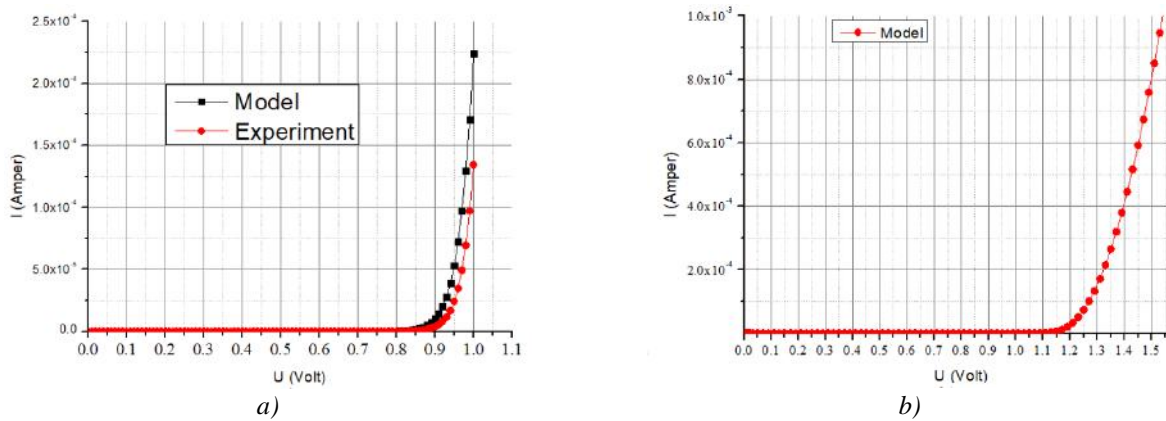 2.5x10⁻⁴
2.0x10⁻⁴
1.5x10⁻⁴
1.0x10⁻⁴
5.0x10⁻⁵
0.0
I (Amper)
Model
Experiment
0.0 0.1 0.2 0.3 0.4 0.5 0.6 0.7 0.8 0.9 1.0 1.1
U (Volt)
a)
1.0x10⁻³
8.0x10⁻⁴
6.0x10⁻⁴
4.0x10⁻⁴
2.0x10⁻⁴
I (Amper)
Model
0.0 0.1 0.2 0.3 0.4 0.5 0.6 0.7 0.8 0.9 1.0 1.1 1.2 1.3 1.4 1.5
U (Volt)
b)